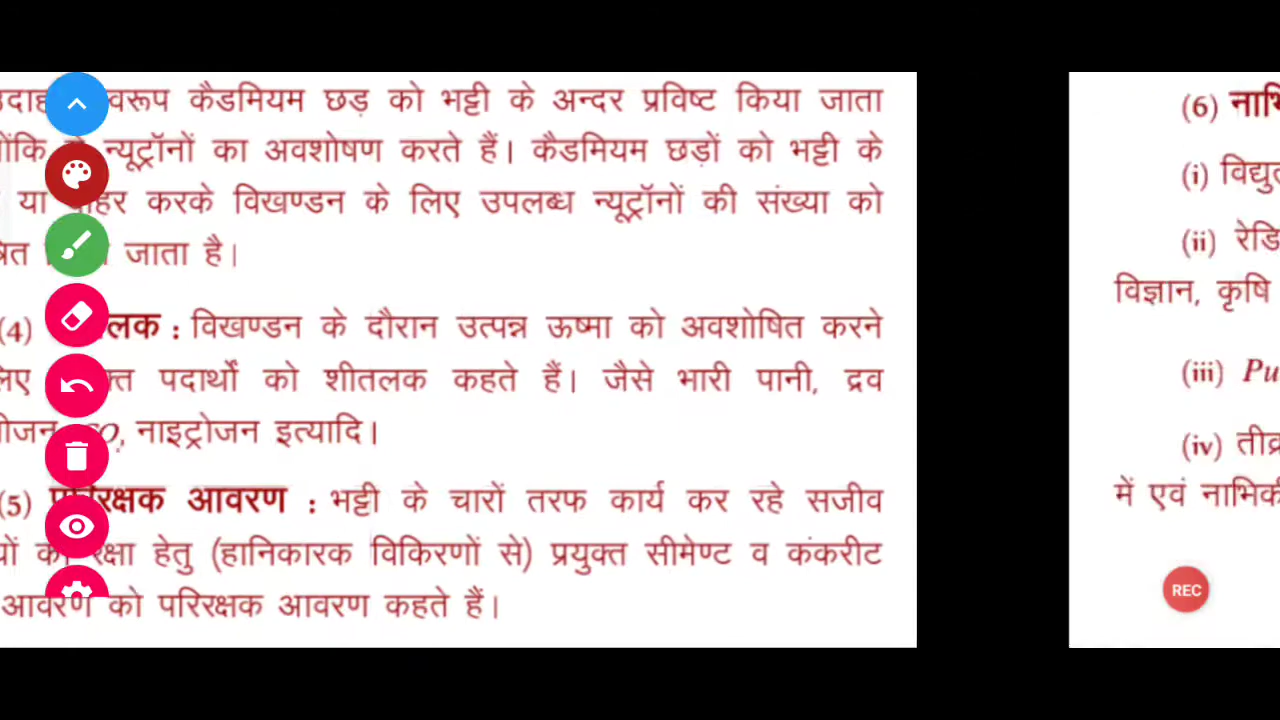 कैडमियम छड़ को भट्टी के अन्दर प्रविष्ट किया जाता
न्यूट्रॉनों का अवशोषण करते हैं। कैडमियम छड़ों को भट्टी के
या बाहर करके विखण्डन के लिए उपलब्ध न्यूट्रॉनों की संख्या को
जाता है।
(4) लक : विखण्डन के दौरान उत्पन्न ऊष्मा को अवशोषित करने
पदार्थों को शीतलक कहते हैं। जैसे भारी पानी, द्रव
नाइट्रोजन इत्यादि।
(5) परिरक्षक आवरण : भट्टी के चारों तरफ कार्य कर रहे सजीव
रक्षा हेतु (हानिकारक विकिरणों से) प्रयुक्त सीमेण्ट व कंकरीट
आवरण को परिरक्षक आवरण कहते हैं।
(6) नाभि
(i) विद्युत
(ii) रेडि
विज्ञान, कृषि
(iii) Pu
(iv) तीव्र
में एवं नाभिकी
REC